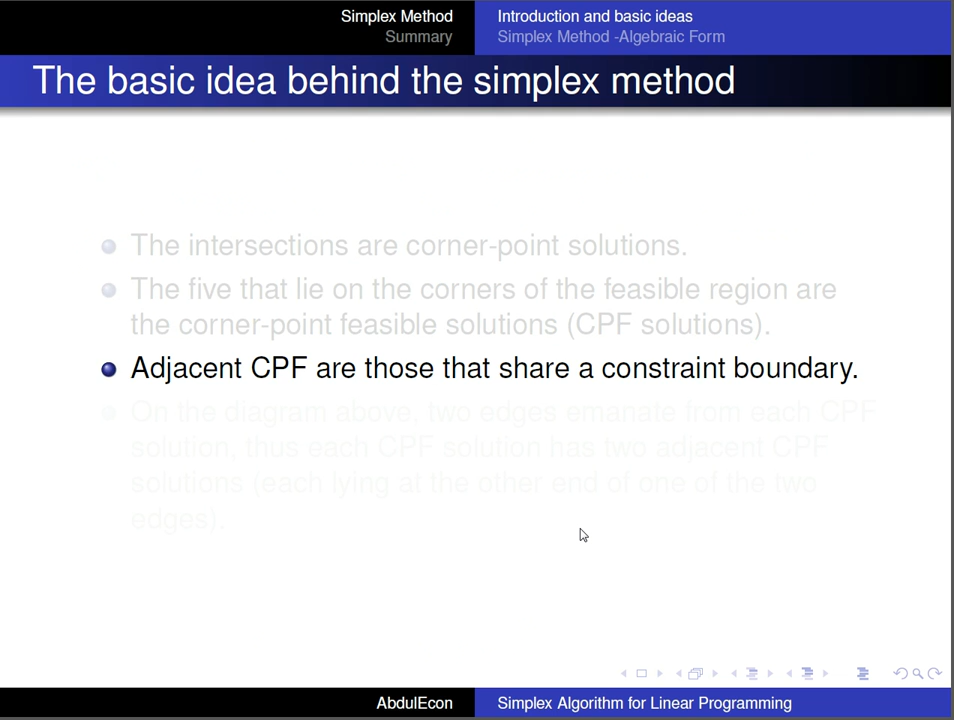 Simplex Method
Summary
Introduction and basic ideas
Simplex Method -Algebraic Form
The basic idea behind the simplex method
The intersections are corner-point solutions.
The five that lie on the corners of the feasible region are
the corner-point feasible solutions (CPF solutions).
Adjacent CPF are those that share a constraint boundary.
On the diagram above, two edges emanate from each CPF
solution, thus each CPF solution has two adjacent CPF
solutions (each lying at the other end of one of the two
edges).
AbdulEcon
Simplex Algorithm for Linear Programming